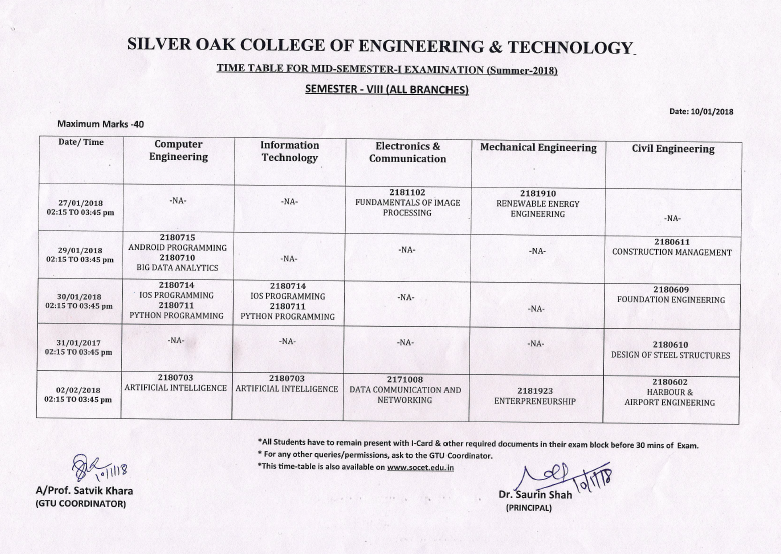 SILVER OAK COLLEGE OF ENGINEERING & TECHNOLOGY
TIME TABLE FOR MID-SEMESTER-I EXAMINATION (Summer-2018)
SEMESTER - VIII (ALL BRANCHES)
Date: 10/01/2018
Maximum Marks -40
Date/ Time
Computer
Engineering
Information
Technology
Electronics &
Communication
Mechanical Engineering
Civil Engineering
27/01/2018
02:15 TO 03:45 pm
-NA-
-NA-
2181102
FUNDAMENTALS OF IMAGE
PROCESSING
2181910
RENEWABLE ENERGY
ENGINEERING
-NA-
29/01/2018
02:15 TO 03:45 pm
2180715
ANDROID PROGRAMMING
2180710
BIG DATA ANALYTICS
-NA-
-NA-
-NA-
2180611
CONSTRUCTION MANAGEMENT
30/01/2018
02:15 TO 03:45 pm
2180714
IOS PROGRAMMING
2180711
PYTHON PROGRAMMING
2180714
IOS PROGRAMMING
2180711
PYTHON PROGRAMMING
-NA-
-NA-
2180609
FOUNDATION ENGINEERING
31/01/2017
02:15 TO 03:45 pm
-NA-
-NA-
-NA-
-NA-
2180610
DESIGN OF STEEL STRUCTURES
02/02/2018
02:15 TO 03:45 pm
2180703
ARTIFICIAL INTELLIGENCE
2180703
ARTIFICIAL INTELLIGENCE
2171008
DATA COMMUNICATION AND
NETWORKING
2181923
ENTERPRENEURSHIP
2180602
HARBOUR &
AIRPORT ENGINEERING
*All Students have to remain present with I-Card & other required documents in their exam block before 30 mins of Exam.
* For any other queries/permissions, ask to the GTU Coordinator.
*This time-table is also available on www.socet.edu.in
10/1/18
A/Prof. Satvik Khara
(GTU COORDINATOR)
10/1/18
Dr. Saurin Shah
(PRINCIPAL)